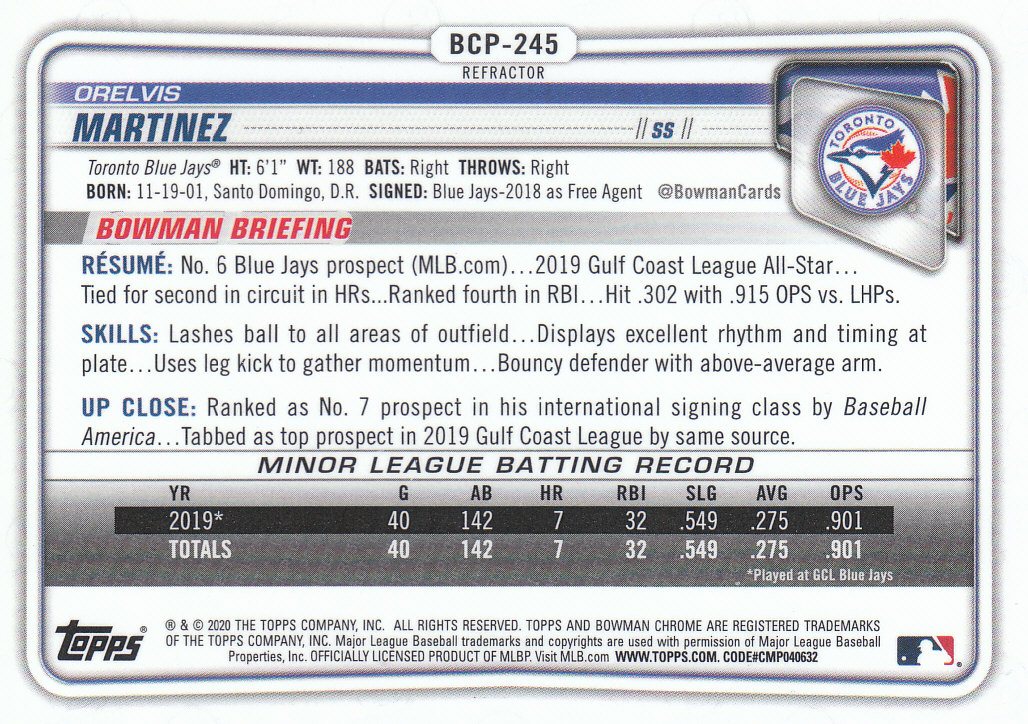 BCP-245
REFRACTOR
ORELVIS
MARTINEZ // SS //
TORONTO
BLUE JAYS
Toronto Blue Jays® HT: 6'1" WT: 188 BATS: Right THROWS: Right
BORN: 11-19-01, Santo Domingo, D.R. SIGNED: Blue Jays-2018 as Free Agent @BowmanCards
BOWMAN BRIEFING
RÉSUMÉ: No. 6 Blue Jays prospect (MLB.com)...2019 Gulf Coast League All-Star...
Tied for second in circuit in HRs...Ranked fourth in RBI...Hit .302 with .915 OPS vs. LHPs.
SKILLS: Lashes ball to all areas of outfield...Displays excellent rhythm and timing at
plate...Uses leg kick to gather momentum...Bouncy defender with above-average arm.
UP CLOSE: Ranked as No. 7 prospect in his international signing class by Baseball
America...Tabbed as top prospect in 2019 Gulf Coast League by same source.
MINOR LEAGUE BATTING RECORD
YR G AB HR RBI SLG AVG OPS
2019* 40 142 7 32 .549 .275 .901
TOTALS 40 142 7 32 .549 .275 .901
*Played at GCL Blue Jays
TOPPS®
® & © 2020 THE TOPPS COMPANY, INC. ALL RIGHTS RESERVED. TOPPS AND BOWMAN CHROME ARE REGISTERED TRADEMARKS
OF THE TOPPS COMPANY, INC. Major League Baseball trademarks and copyrights are used with permission of Major League Baseball
Properties, Inc. OFFICIALLY LICENSED PRODUCT OF MLBP. Visit MLB.com WWW.TOPPS.COM. CODE#CMP040632